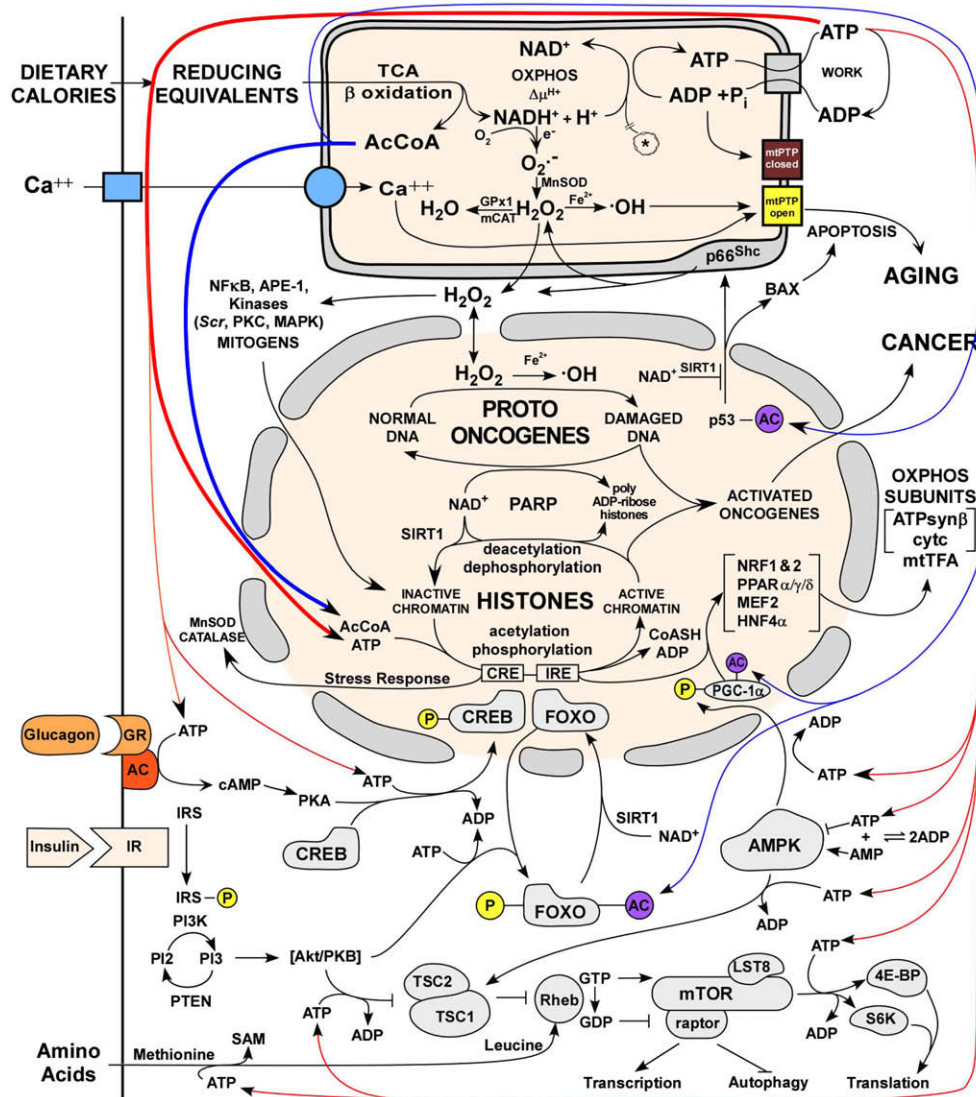 DIETARY
CALORIES
REDUCING
EQUIVALENTS
TCA
β oxidation
NAD⁺
OXPHOS
Δμᴴ⁺
NADH⁺ + H⁺
ATP
ADP +Pᵢ
ATP
WORK
ADP
*
O₂
e⁻
AcCoA
O₂·⁻
MnSOD
mtPTP
closed
Ca⁺⁺
Ca⁺⁺
H₂O
GPx1
mCAT
H₂O₂
Fe²⁺
·OH
mtPTP
open
p66Shc
APOPTOSIS
AGING
BAX
NFκB, APE-1,
Kinases
(Scr, PKC, MAPK)
MITOGENS
H₂O₂
CANCER
H₂O₂
Fe²⁺
·OH
NAD⁺
SIRT1
NORMAL
DNA
PROTO
ONCOGENES
DAMAGED
DNA
p53
AC
NAD⁺
PARP
poly
ADP-ribose
histones
ACTIVATED
ONCOGENES
OXPHOS
SUBUNITS
ATPsynβ
cytc
mtTFA
SIRT1
deacetylation
dephosphorylation
INACTIVE
CHROMATIN
HISTONES
ACTIVE
CHROMATIN
NRF1 & 2
PPAR α/γ/δ
MEF2
HNF4α
MnSOD
CATALASE
AcCoA
ATP
acetylation
phosphorylation
CoASH
ADP
Stress Response
CRE
IRE
AC
P
PGC-1α
Glucagon
GR
AC
ATP
P
CREB
FOXO
ADP
ATP
cAMP
PKA
ATP
ADP
SIRT1
NAD⁺
IRS
CREB
ATP
AMPK
ATP
+
AMP
⇌2ADP
Insulin
IR
IRS
P
P
FOXO
AC
ATP
ADP
PI3K
PI2
PI3
PTEN
[Akt/PKB]
ATP
ADP
TSC2
TSC1
Rheb
GTP
GDP
LST8
mTOR
raptor
ATP
ADP
4E-BP
S6K
Amino
Acids
Methionine
SAM
ATP
Leucine
Transcription
Autophagy
Translation